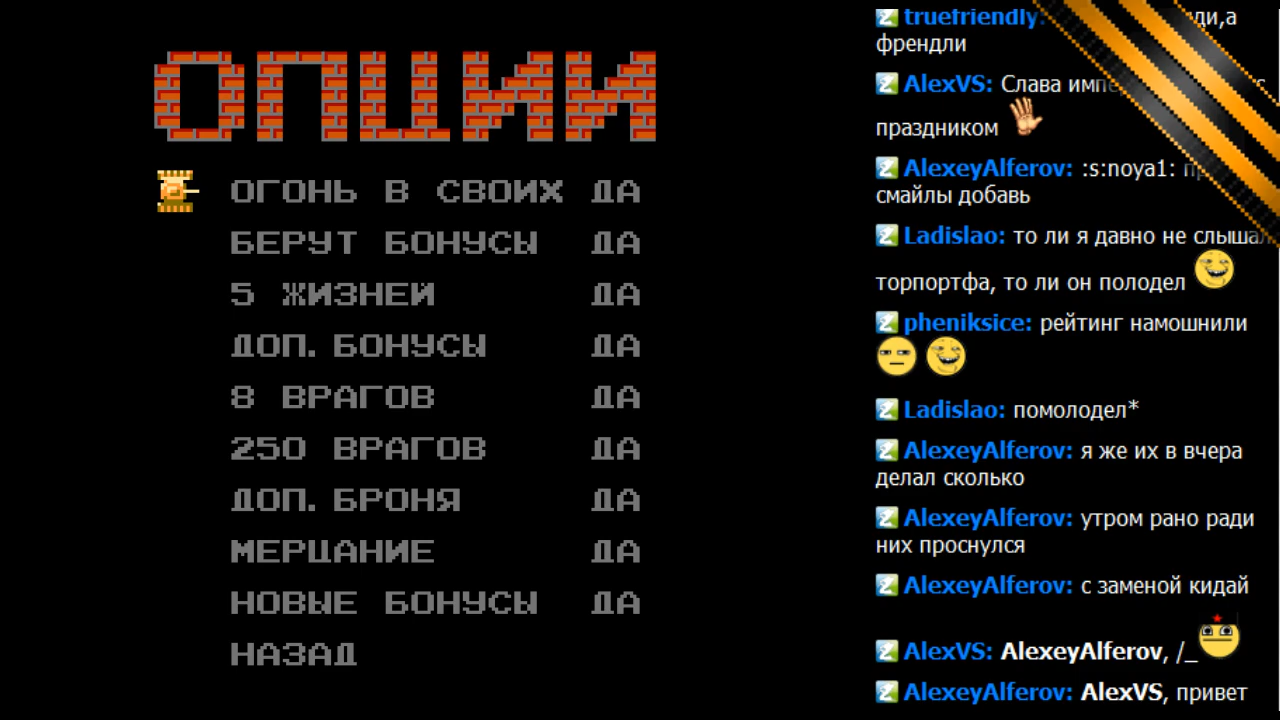 ОПЦИИ
ОГОНЬ В СВОИХ ДА
БЕРУТ БОНУСЫ ДА
5 ЖИЗНЕЙ ДА
ДОП. БОНУСЫ ДА
8 ВРАГОВ ДА
250 ВРАГОВ ДА
ДОП. БРОНЯ ДА
МЕРЦАНИЕ ДА
НОВЫЕ БОНУСЫ ДА
НАЗАД
truefriendly:
френдли
AlexVS: Слава
праздником
AlexeyAlferov: :s:noya1:
смайлы добавь
Ladislao: то ли я давно не слышал
торпортфа, то ли он полодел
pheniksice: рейтинг намошнили
Ladislao: помолодел*
AlexeyAlferov: я же их в вчера
делал сколько
AlexeyAlferov: утром рано ради
них проснулся
AlexeyAlferov: с заменой кидай
AlexVS: AlexeyAlferov, /_
AlexeyAlferov: AlexVS, привет